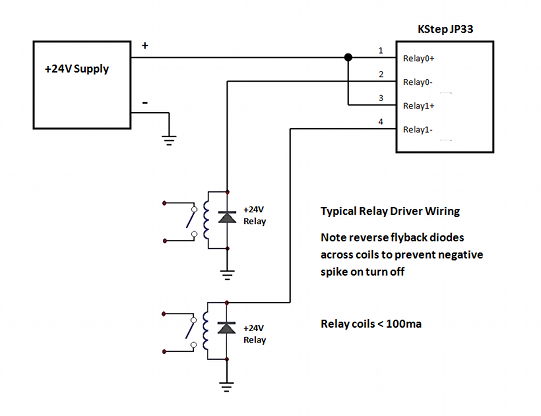 KStep JP33
+
1
Relay0+
+24V Supply
2
Relay0-
3
Relay1+
-
4
Relay1-
+24V
Relay
Typical Relay Driver Wiring
Note reverse flyback diodes
across coils to prevent negative
spike on turn off
+24V
Relay
Relay coils < 100ma